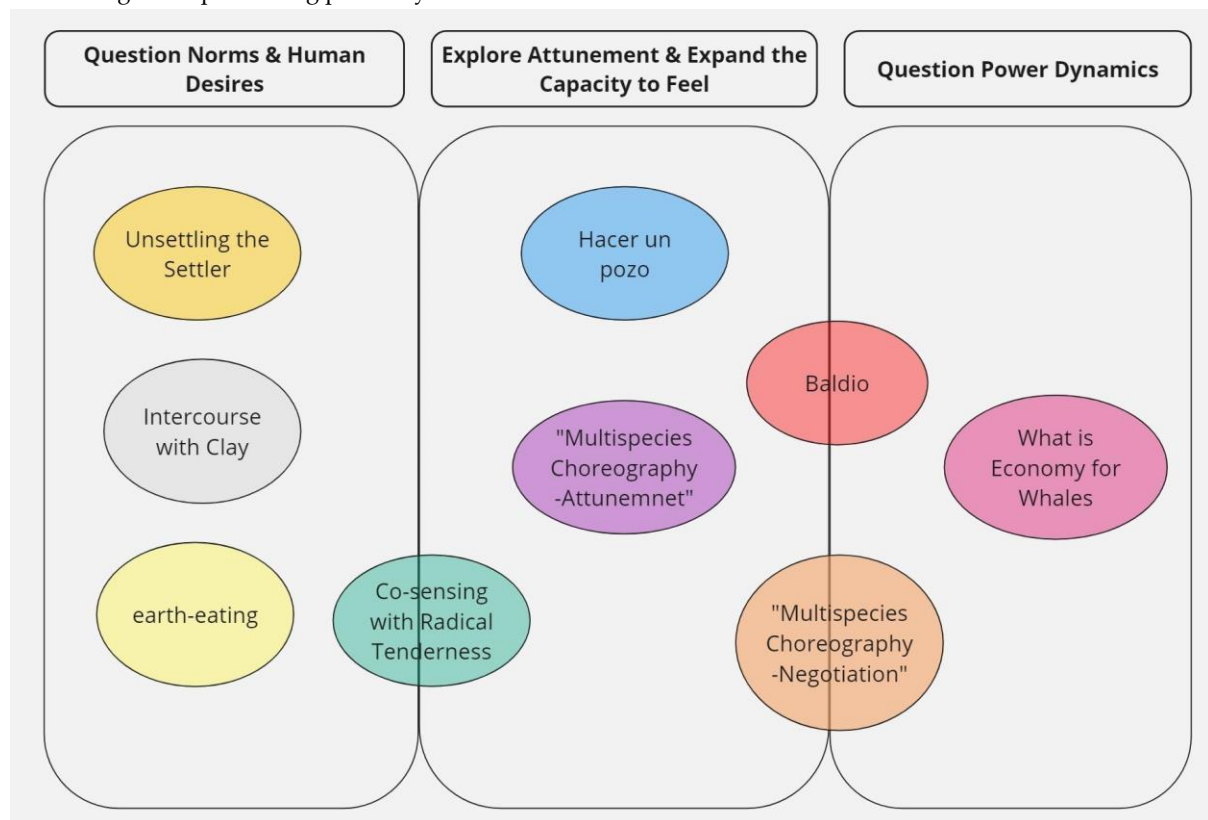 Question Norms & Human
Desires
Explore Attunement & Expand the
Capacity to Feel
Question Power Dynamics
Unsettling the
Settler
Intercourse
with Clay
earth-eating
Co-sensing
with Radical
Tenderness
Hacer un
pozo
"Multispecies
Choreography
-Attunemnet"
Baldio
"Multispecies
Choreography
-Negotiation"
What is
Economy for
Whales